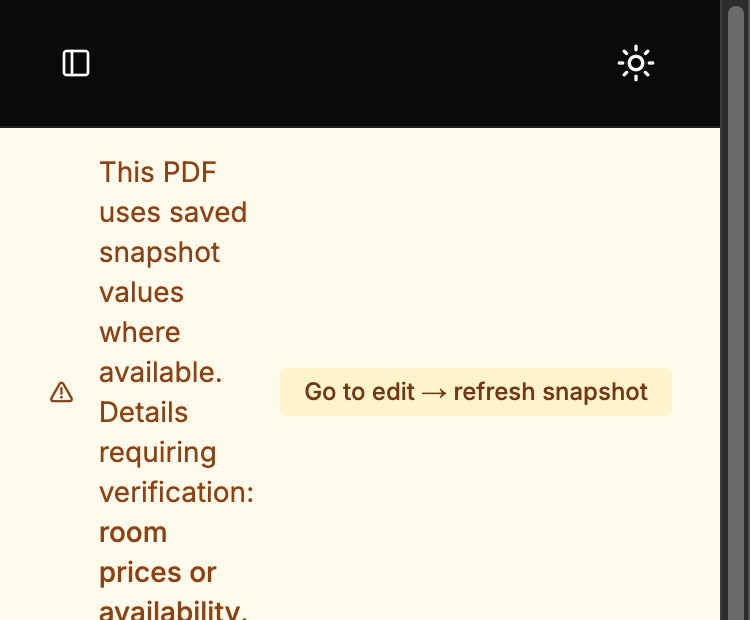 This PDF
uses saved
snapshot
values
where
available.
Go to edit → refresh snapshot
Details
requiring
verification:
room
prices or
availability.